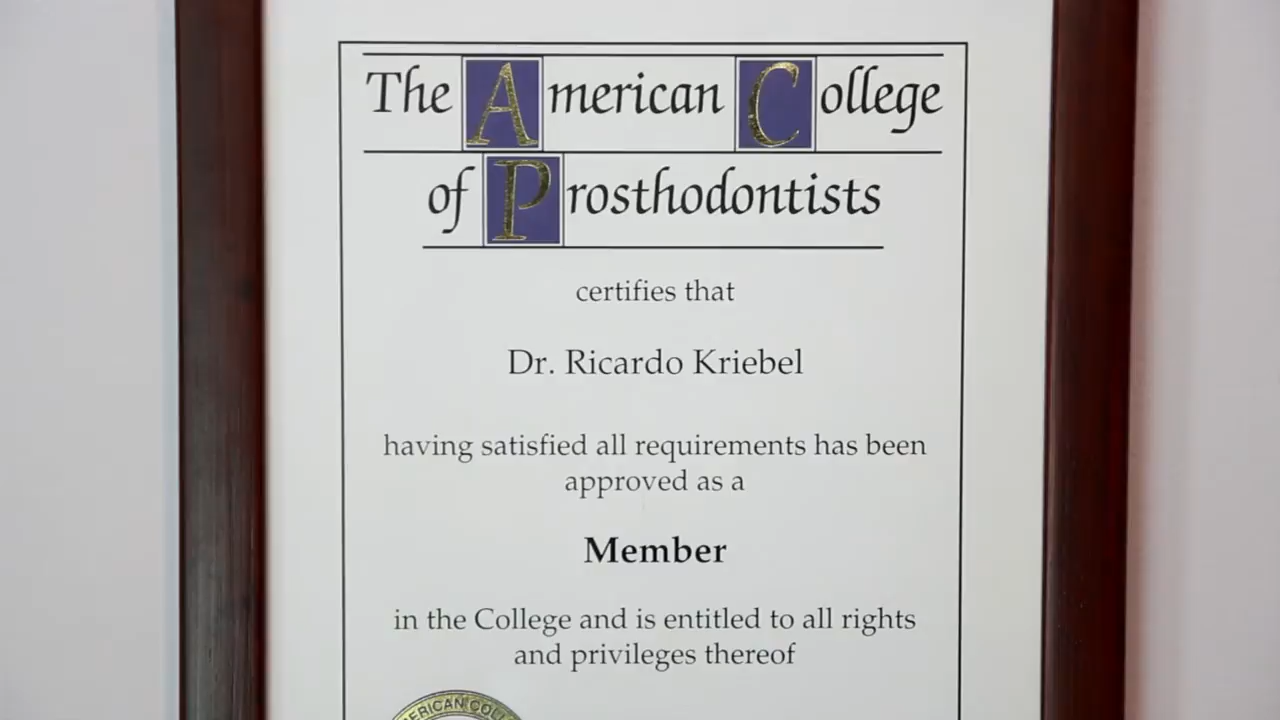 The American College
of Prosthodontists
certifies that
Dr. Ricardo Kriebel
having satisfied all requirements has been
approved as a
Member
in the College and is entitled to all rights
and privileges thereof